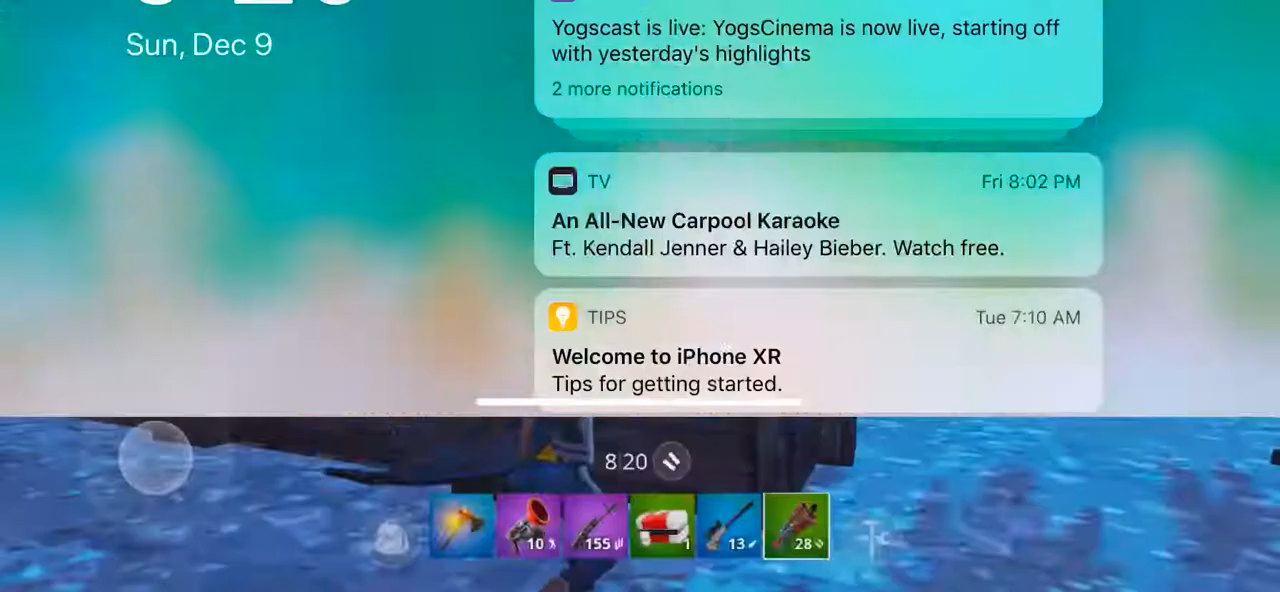 Sun, Dec 9
Yogscast is live: YogsCinema is now live, starting off
with yesterday's highlights
2 more notifications
TV
Fri 8:02 PM
An All-New Carpool Karaoke
Ft. Kendall Jenner & Hailey Bieber. Watch free.
TIPS
Tue 7:10 AM
Welcome to iPhone XR
Tips for getting started.
8 20
10
155
1
13
28